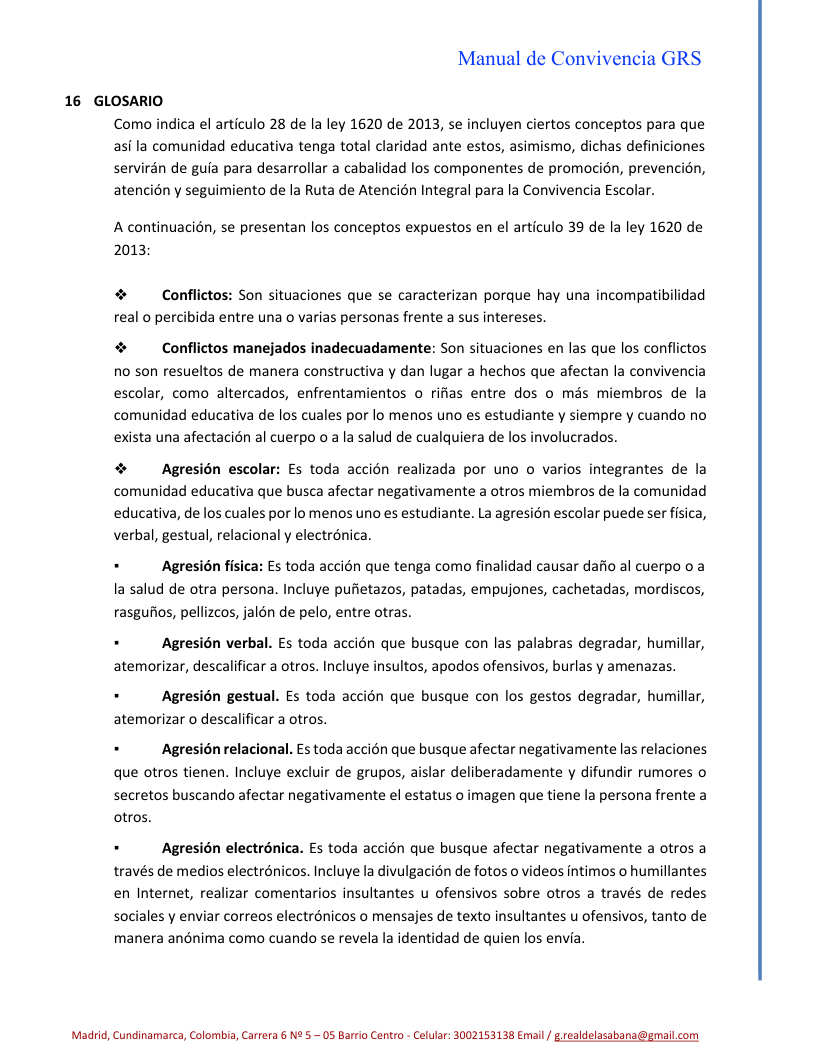 Manual de Convivencia GRS
16 GLOSARIO
Como indica el artículo 28 de la ley 1620 de 2013, se incluyen ciertos conceptos para que
así la comunidad educativa tenga total claridad ante estos, asimismo, dichas definiciones
servirán de guía para desarrollar a cabalidad los componentes de promoción, prevención,
atención y seguimiento de la Ruta de Atención Integral para la Convivencia Escolar.
A continuación, se presentan los conceptos expuestos en el artículo 39 de la ley 1620 de
2013:
❖ Conflictos: Son situaciones que se caracterizan porque hay una incompatibilidad
real o percibida entre una o varias personas frente a sus intereses.
❖ Conflictos manejados inadecuadamente: Son situaciones en las que los conflictos
no son resueltos de manera constructiva y dan lugar a hechos que afectan la convivencia
escolar, como altercados, enfrentamientos o riñas entre dos o más miembros de la
comunidad educativa de los cuales por lo menos uno es estudiante y siempre y cuando no
exista una afectación al cuerpo o a la salud de cualquiera de los involucrados.
❖ Agresión escolar: Es toda acción realizada por uno o varios integrantes de la
comunidad educativa que busca afectar negativamente a otros miembros de la comunidad
educativa, de los cuales por lo menos uno es estudiante. La agresión escolar puede ser física,
verbal, gestual, relacional y electrónica.
▪ Agresión física: Es toda acción que tenga como finalidad causar daño al cuerpo o a
la salud de otra persona. Incluye puñetazos, patadas, empujones, cachetadas, mordiscos,
rasguños, pellizcos, jalón de pelo, entre otras.
▪ Agresión verbal. Es toda acción que busque con las palabras degradar, humillar,
atemorizar, descalificar a otros. Incluye insultos, apodos ofensivos, burlas y amenazas.
▪ Agresión gestual. Es toda acción que busque con los gestos degradar, humillar,
atemorizar o descalificar a otros.
▪ Agresión relacional. Es toda acción que busque afectar negativamente las relaciones
que otros tienen. Incluye excluir de grupos, aislar deliberadamente y difundir rumores o
secretos buscando afectar negativamente el estatus o imagen que tiene la persona frente a
otros.
▪ Agresión electrónica. Es toda acción que busque afectar negativamente a otros a
través de medios electrónicos. Incluye la divulgación de fotos o videos íntimos o humillantes
en Internet, realizar comentarios insultantes u ofensivos sobre otros a través de redes
sociales y enviar correos electrónicos o mensajes de texto insultantes u ofensivos, tanto de
manera anónima como cuando se revela la identidad de quien los envía.
Madrid, Cundinamarca, Colombia, Carrera 6 Nº 5 – 05 Barrio Centro - Celular: 3002153138 Email / g.realdelasabana@gmail.com